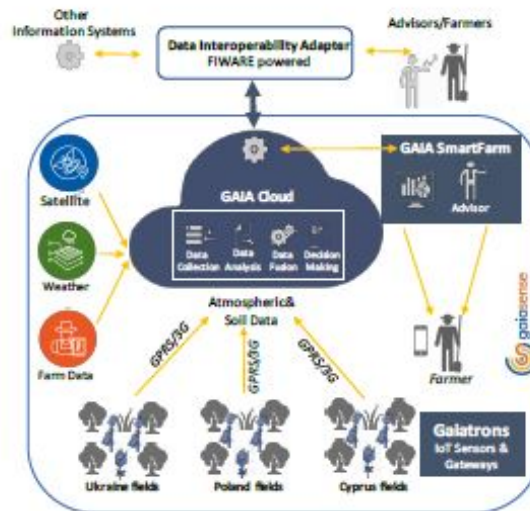 Other
Information Systems
Data Interoperability Adapter
FIWARE powered
Advisors/Farmers
Satellite
Weather
Farm Data
GAIA Cloud
Data
Collection
Data
Analysis
Data
Fusion
Decision
Making
GAIA SmartFarm
Advisor
Atmospheric&
Soil Data
GPRS/3G
GPRS/3G
GPRS/3G
Farmer
gaiasense
Ukraine fields
Poland fields
Cyprus fields
Gaiatrons
IoT Sensors &
Gateways